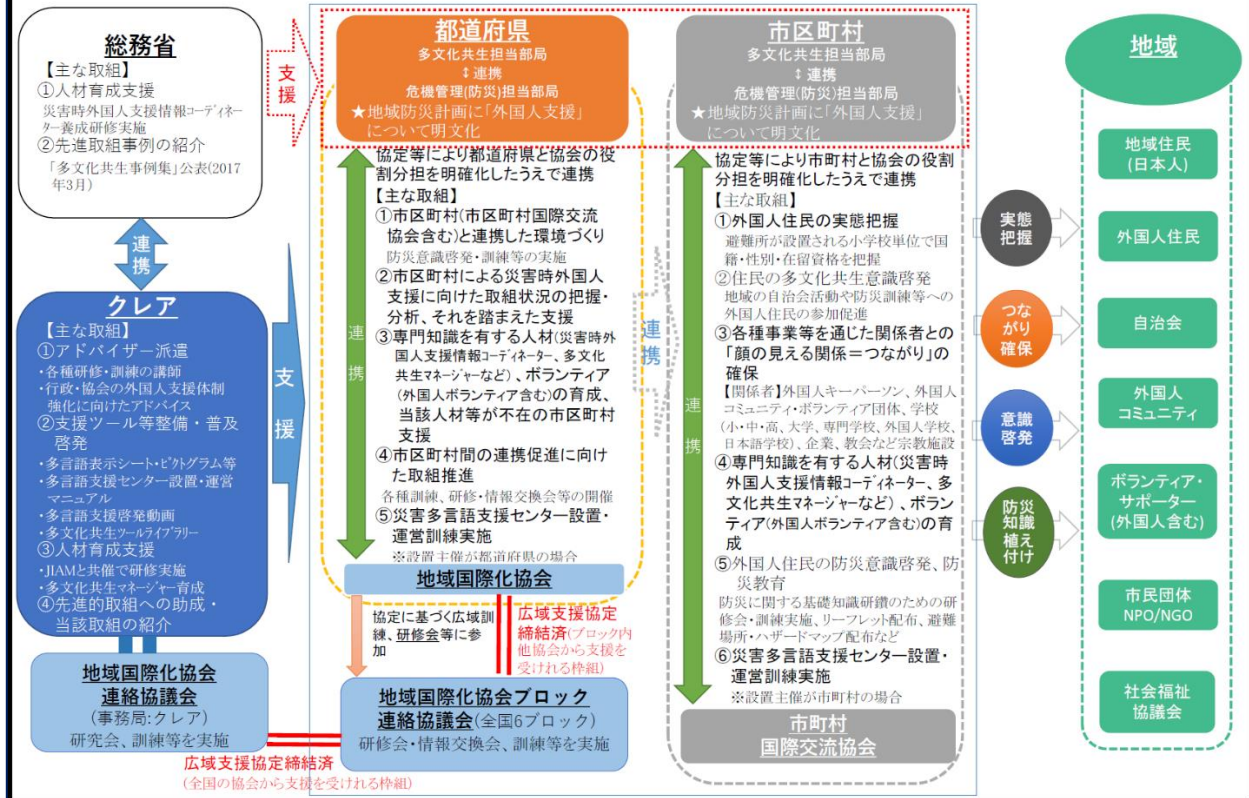 総務省
【主な取組】
①人材育成支援
災害時外国人支援情報コーディネー
ター養成研修実施
②先進取組事例の紹介
「多文化共生事例集」公表(2017
年3月)
支援
連携
クレア
【主な取組】
①アドバイザー派遣
・各種研修・訓練の講師
・行政・協会の外国人支援体制
強化に向けたアドバイス
②支援ツール等整備・普及
啓発
・多言語表示シート・ピクトグラム等
・多言語支援センター設置・運営
マニュアル
・多言語支援啓発動画
・多文化共生ツールライブラリー
③人材育成支援
・JIAMと共催で研修実施
・多文化共生マネージャー育成
④先進的取組への助成・
当該取組の紹介
支援
地域国際化協会
連絡協議会
(事務局:クレア)
研究会、訓練等を実施
広域支援協定締結済
(全国の協会から支援を受けれる枠組)
都道府県
多文化共生担当部局
↕連携
危機管理(防災)担当部局
★地域防災計画に「外国人支援」
について明文化
連携
協定等により都道府県と協会の役
割分担を明確化したうえで連携
【主な取組】
①市区町村(市区町村国際交流
協会含む)と連携した環境づくり
防災意識啓発・訓練等の実施
②市区町村による災害時外国人
支援に向けた取組状況の把握・
分析、それを踏まえた支援
③専門知識を有する人材(災害時外
国人支援情報コーディネーター、多文化
共生マネージャーなど)、ボランティア
(外国人ボランティア含む)の育成、
当該人材等が不在の市区町村
支援
④市区町村間の連携促進に向け
た取組推進
各種訓練、研修・情報交換会等の開催
⑤災害多言語支援センター設置・
運営訓練実施
※設置主催が都道府県の場合
地域国際化協会
協定に基づく広域訓
練、研修会等に参
加
広域支援協定
締結済(ブロック内
他協会から支援を
受けれる枠組)
地域国際化協会ブロック
連絡協議会(全国6ブロック)
研修会・情報交換会、訓練等を実施
連携
市区町村
多文化共生担当部局
↕連携
危機管理(防災)担当部局
★地域防災計画に「外国人支援」
について明文化
連携
協定等により市町村と協会の役割
分担を明確化したうえで連携
【主な取組】
①外国人住民の実態把握
避難所が設置される小学校単位で国
籍・性別・在留資格を把握
②住民の多文化共生意識啓発
地域の自治会活動や防災訓練等への
外国人住民の参加促進
③各種事業等を通じた関係者との
「顔の見える関係=つながり」の
確保
【関係者】外国人キーパーソン、外国人
コミュニティ・ボランティア団体、学校
(小・中・高、大学、専門学校、外国人学校、
日本語学校)、企業、教会など宗教施設
④専門知識を有する人材(災害時
外国人支援情報コーディネーター、多
文化共生マネージャーなど)、ボラン
ティア(外国人ボランティア含む)の育
成
⑤外国人住民の防災意識啓発、防
災教育
防災に関する基礎知識研鑽のための研
修会・訓練実施、リーフレット配布、避難
場所・ハザードマップ配布など
⑥災害多言語支援センター設置・
運営訓練実施
※設置主催が市町村の場合
市町村
国際交流協会
実態
把握
つな
がり
確保
意識
啓発
防災
知識
植え
付け
地域
地域住民
(日本人)
外国人住民
自治会
外国人
コミュニティ
ボランティア・
サポーター
(外国人含む)
市民団体
NPO/NGO
社会福祉
協議会